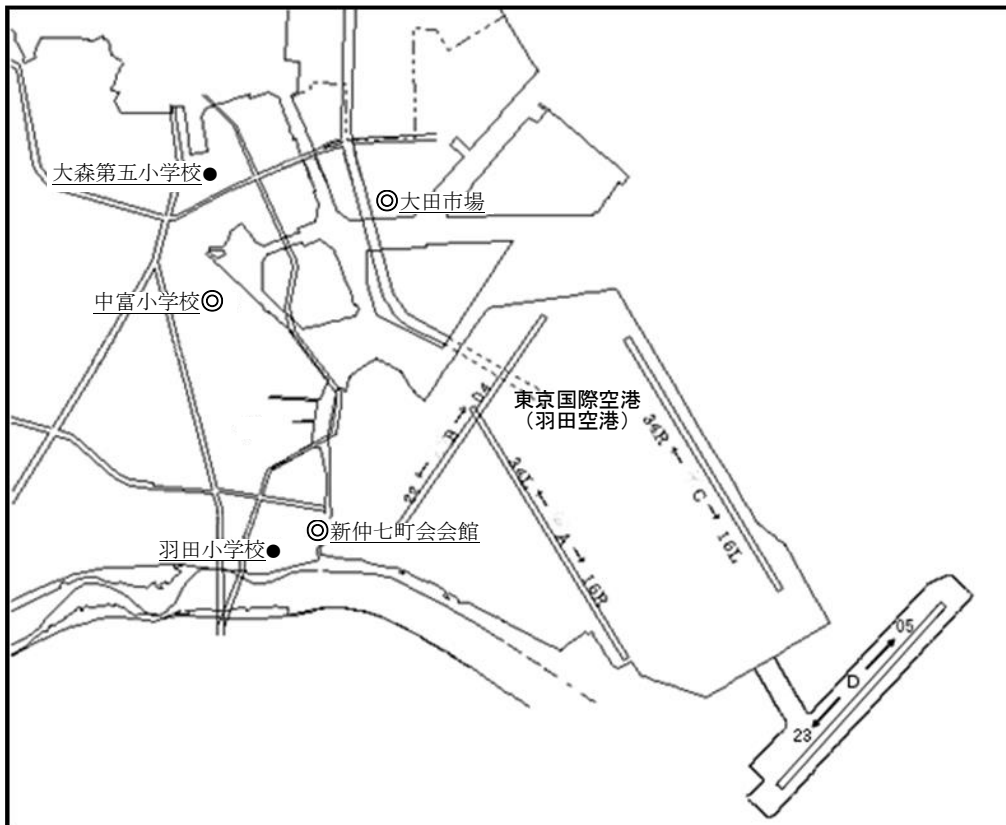 大森第五小学校●
◎大田市場
中富小学校◎
東京国際空港
（羽田空港）
04
B
22
34R
C
16L
34L
A
16R
◎新仲七町会会館
羽田小学校●
05
D
23